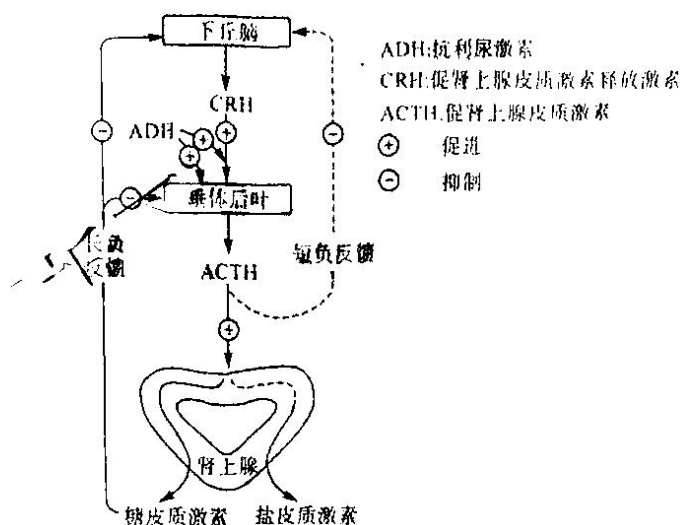 下丘脑
ADH:抗利尿激素
CRH:促肾上腺皮质激素释放激素
ACTH:促肾上腺皮质激素
⊕ 促进
⊖ 抑制
CRH
ADH
垂体后叶
长负
反馈
短负反馈
ACTH
肾上腺
糖皮质激素
盐皮质激素